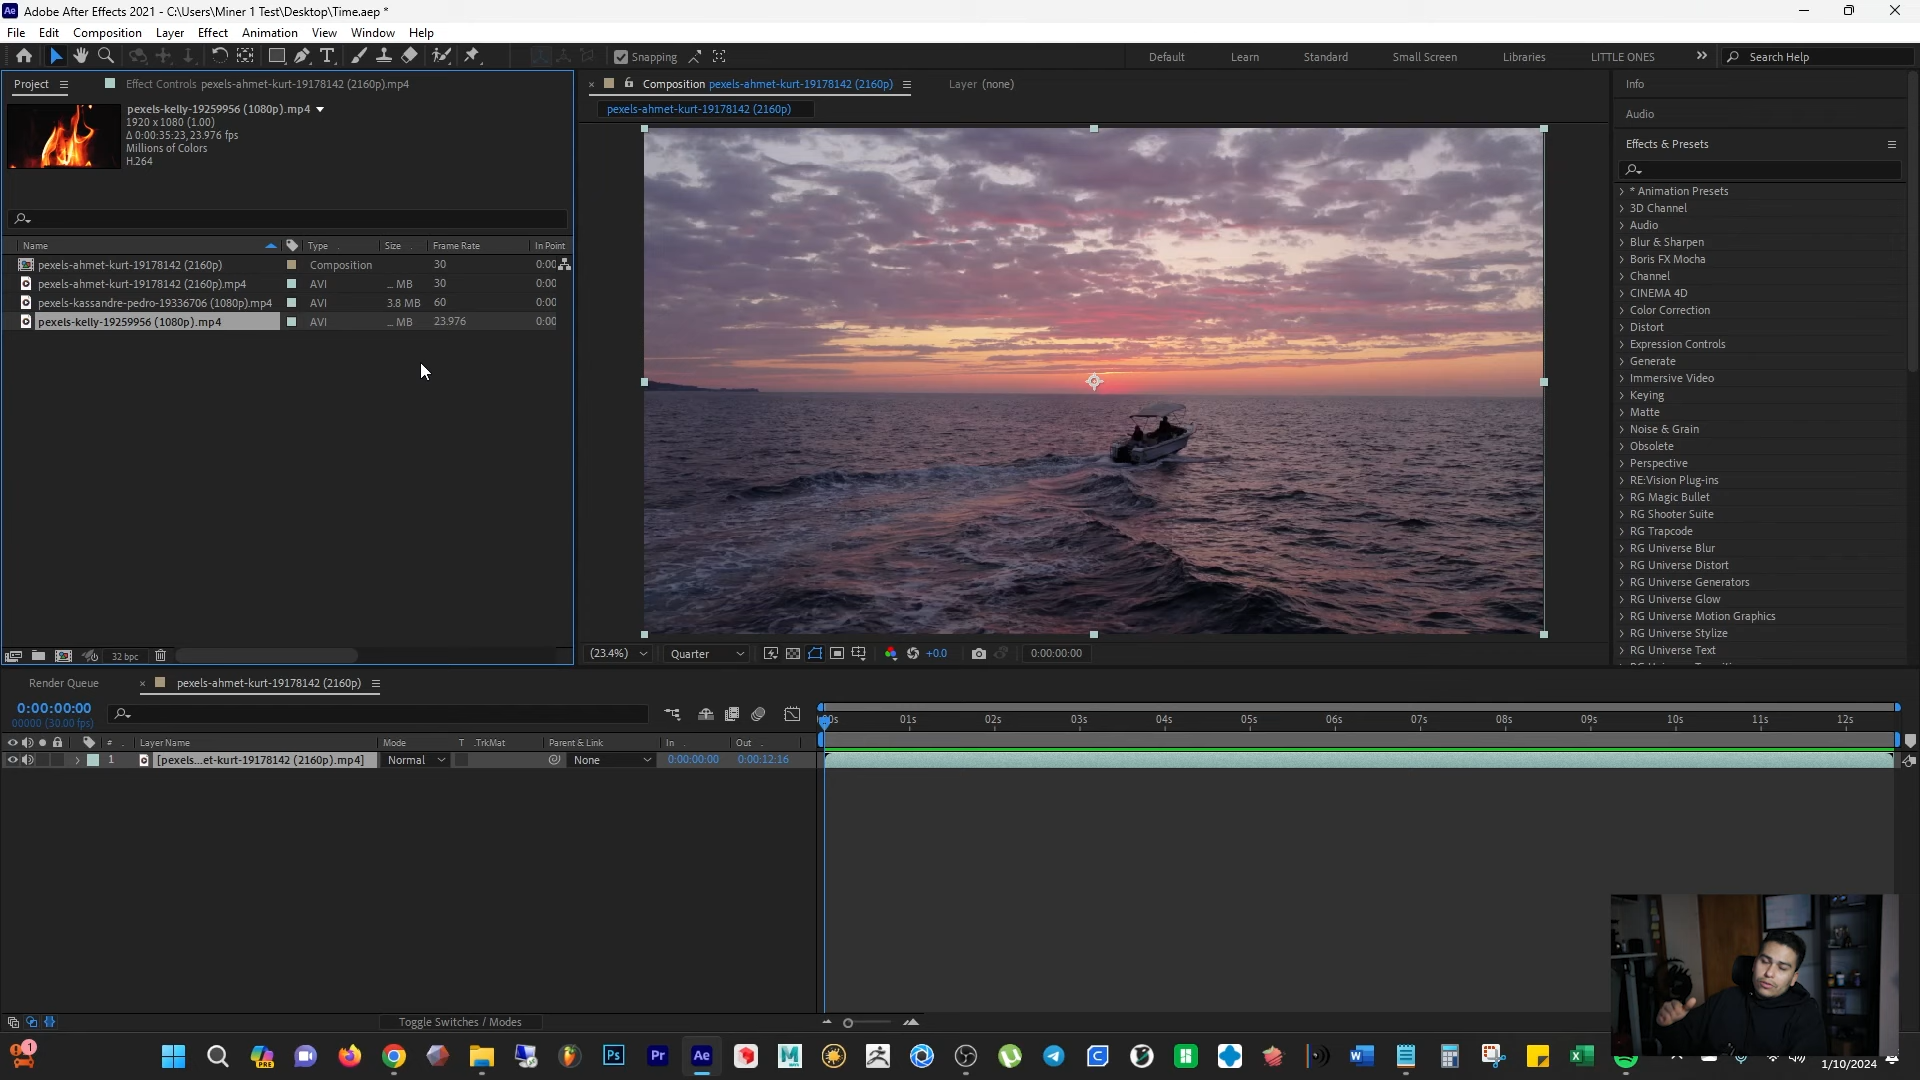 Adobe After Effects 2021 - C:\Users\Miner 1 Test\Desktop\Time.aep *
File Edit Composition Layer Effect Animation View Window Help
Snapping
Default Learn Standard Small Screen Libraries LITTLE ONES Search Help
Project
Effect Controls pexels-ahmet-kurt-19178142 (2160p).mp4
Composition pexels-ahmet-kurt-19178142 (2160p)
Layer (none)
pexels-ahmet-kurt-19178142 (2160p)
pexels-kelly-19259956 (1080p).mp4
1920 x 1080 (1.00)
Δ 0:00:35:23, 23.976 fps
Millions of Colors
H.264
Name Type Size Frame Rate In Point
pexels-ahmet-kurt-19178142 (2160p) Composition 30 0:00
pexels-ahmet-kurt-19178142 (2160p).mp4 AVI ... MB 30 0:00
pexels-kassandre-pedro-19336706 (1080p).mp4 AVI 3.8 MB 60 0:00
pexels-kelly-19259956 (1080p).mp4 AVI ... MB 23.976 0:00
32 bpc
(23.4%) Quarter +0.0 0:00:00:00
Info
Audio
Effects & Presets
* Animation Presets
3D Channel
Audio
Blur & Sharpen
Boris FX Mocha
Channel
CINEMA 4D
Color Correction
Distort
Expression Controls
Generate
Immersive Video
Keying
Matte
Noise & Grain
Obsolete
Perspective
RE:Vision Plug-ins
RG Magic Bullet
RG Shooter Suite
RG Trapcode
RG Universe Blur
RG Universe Distort
RG Universe Generators
RG Universe Glow
RG Universe Motion Graphics
RG Universe Stylize
RG Universe Text
Render Queue
pexels-ahmet-kurt-19178142 (2160p)
0:00:00:00
00000 (30.00 fps)
:00s 01s 02s 03s 04s 05s 06s 07s 08s 09s 10s 11s 12s
# Layer Name Mode T .TrkMat Parent & Link In Out
1 [pexels...et-kurt-19178142 (2160p).mp4] Normal None 0:00:00:00 0:00:12:16
Toggle Switches / Modes
1
PRE
Ps
Pr
Ae
M
W
X
1/10/2024